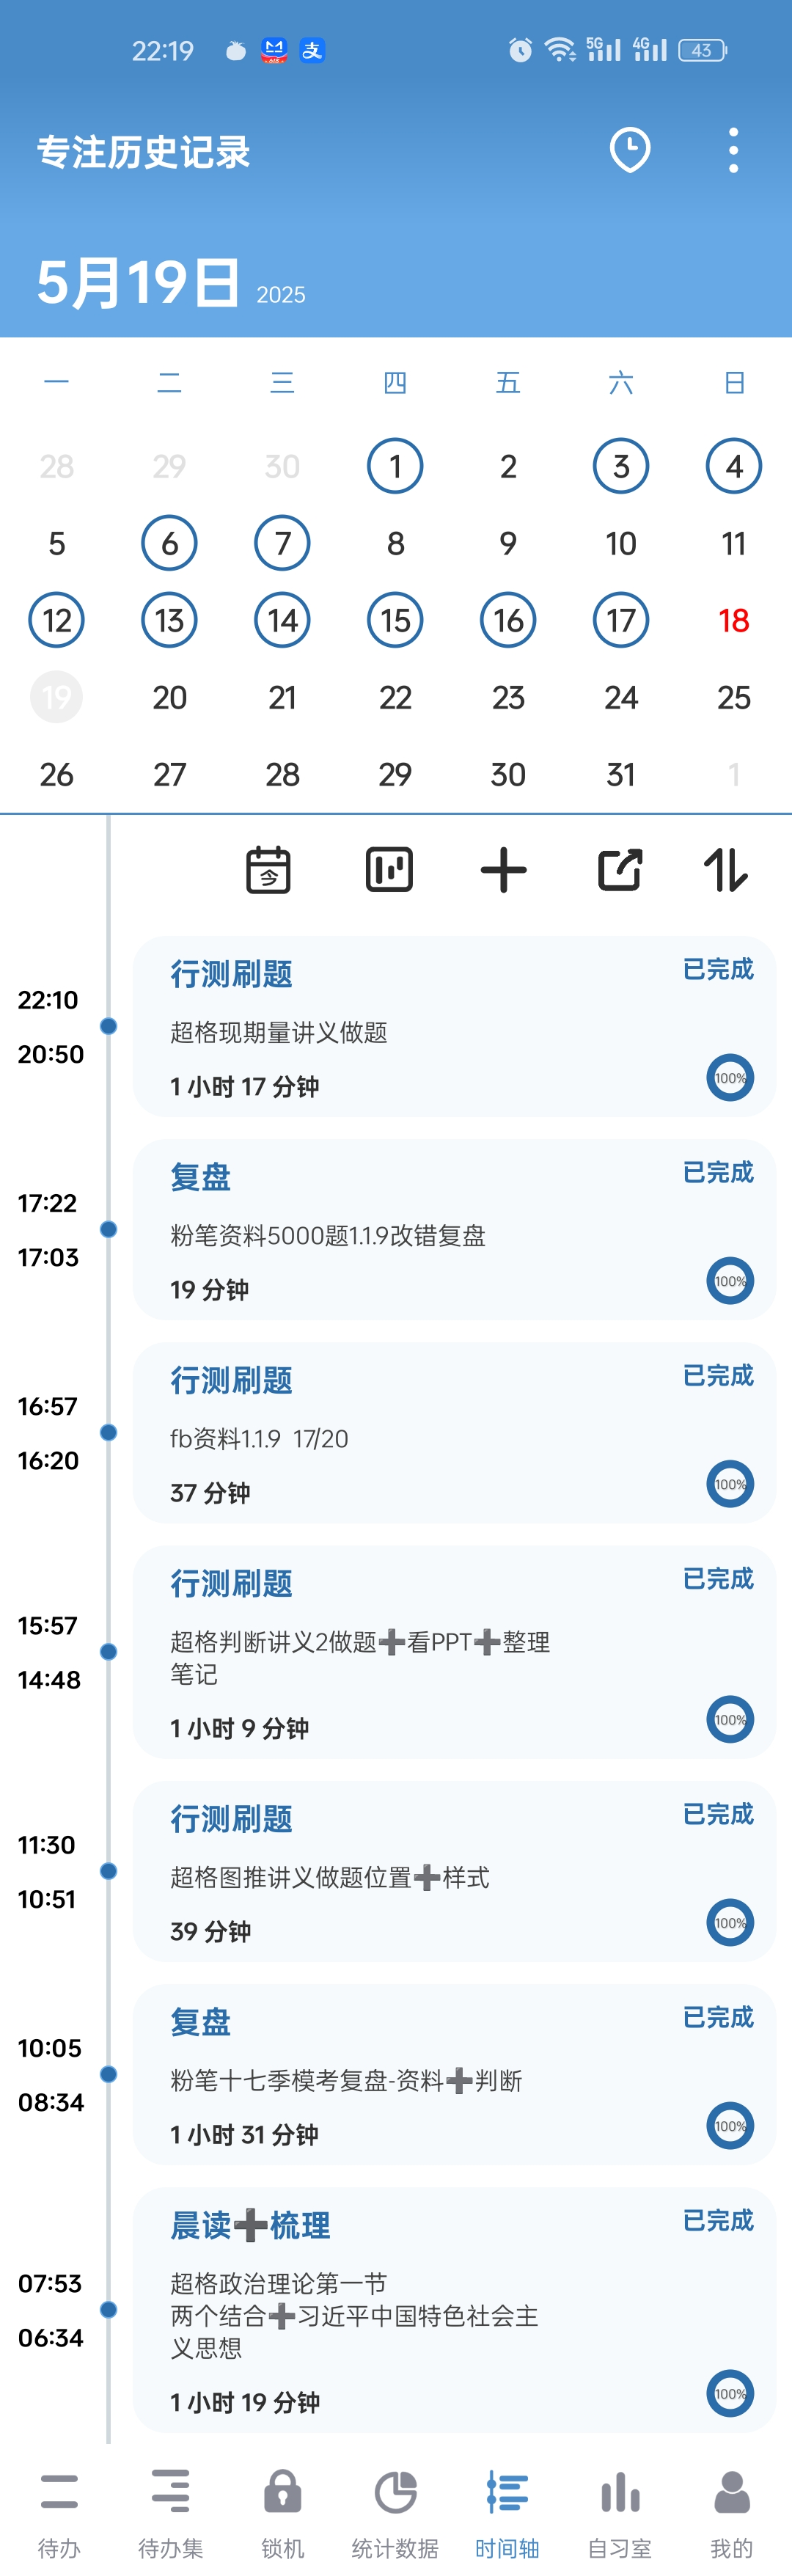 22:19
5G
4G
43
专注历史记录
5月19日 2025
一 二 三 四 五 六 日
28 29 30 1 2 3 4
5 6 7 8 9 10 11
12 13 14 15 16 17 18
19 20 21 22 23 24 25
26 27 28 29 30 31 1
今
行测刷题 已完成
22:10
超格现期量讲义做题
20:50
1 小时 17 分钟
100%
复盘 已完成
17:22
粉笔资料5000题1.1.9改错复盘
17:03
19 分钟
100%
行测刷题 已完成
16:57
fb资料1.1.9 17/20
16:20
37 分钟
100%
行测刷题 已完成
15:57
超格判断讲义2做题➕看PPT➕整理
笔记
14:48
1 小时 9 分钟
100%
行测刷题 已完成
11:30
超格图推讲义做题位置➕样式
10:51
39 分钟
100%
复盘 已完成
10:05
粉笔十七季模考复盘-资料➕判断
08:34
1 小时 31 分钟
100%
晨读➕梳理 已完成
07:53
超格政治理论第一节
两个结合➕习近平中国特色社会主
义思想
06:34
1 小时 19 分钟
100%
待办 待办集 锁机 统计数据 时间轴 自习室 我的